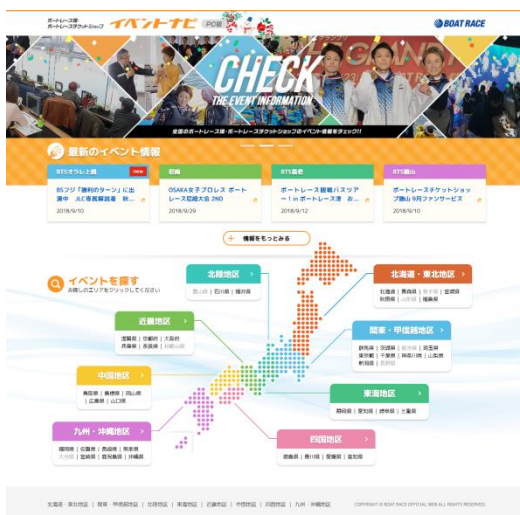 ボートレース場・
ボートレースチケットショップ
イベントナビ PC版
BOAT RACE
CHECK
THE EVENT INFORMATION
全国のボートレース場・ボートレースチケットショップのイベント情報をチェック!!
最新のイベント情報
BTSオラレ上越 new
BSフジ「勝利のターン」に出
演中 JLC専属解説者 秋...
2018/9/10
尼崎
OSAKA女子プロレス ボート
レース尼崎大会 2ND
2018/9/29
BTS養老
ボートレース観戦バスツア
ー! in ボートレース津 お...
2018/9/12
BTS勝山
ボートレースチケットショッ
プ勝山 9月ファンサービス
2018/9/10
+ 情報をもっとみる
イベントを探す
お探しのエリアをクリックしてください
北陸地区
富山県 | 石川県 | 福井県
北海道・東北地区
北海道 | 青森県 | 岩手県 | 宮城県
秋田県 | 山形県 | 福島県
近畿地区
滋賀県 | 京都府 | 大阪府
兵庫県 | 奈良県 | 和歌山県
関東・甲信越地区
群馬県 | 茨城県 | 栃木県 | 埼玉県
東京都 | 千葉県 | 神奈川県 | 山梨県
新潟県 | 長野県
中国地区
鳥取県 | 島根県 | 岡山県
| 広島県 | 山口県
東海地区
静岡県 | 愛知県 | 岐阜県 | 三重県
九州・沖縄地区
福岡県 | 佐賀県 | 長崎県 | 熊本県
大分県 | 宮崎県 | 鹿児島県 | 沖縄県
四国地区
徳島県 | 香川県 | 愛媛県 | 高知県
北海道・東北地区 | 関東・甲信越地区 | 北陸地区 | 東海地区 | 近畿地区 | 中国地区 | 四国地区 | 九州・沖縄地区
COPYRIGHT © BOAT RACE OFFICIAL WEB ALL RIGHTS RESERVED.